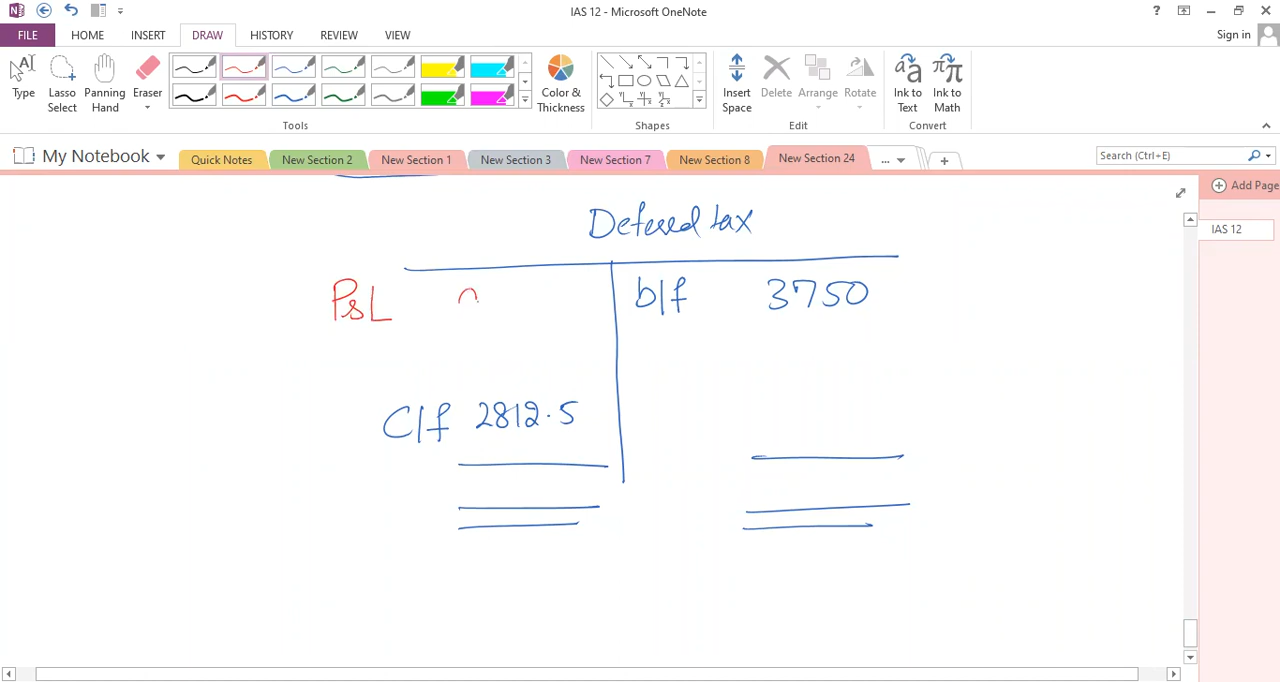 IAS 12 - Microsoft OneNote
FILE HOME INSERT DRAW HISTORY REVIEW VIEW Sign in
Type Lasso Select Panning Hand Eraser Color & Thickness Insert Space Delete Arrange Rotate Ink to Text Ink to Math
Tools Shapes Edit Convert
My Notebook Quick Notes New Section 2 New Section 1 New Section 3 New Section 7 New Section 8 New Section 24 ... Search (Ctrl+E)
Add Page
IAS 12
Deferred tax
PsL b/f 3750
C/f 2812.5